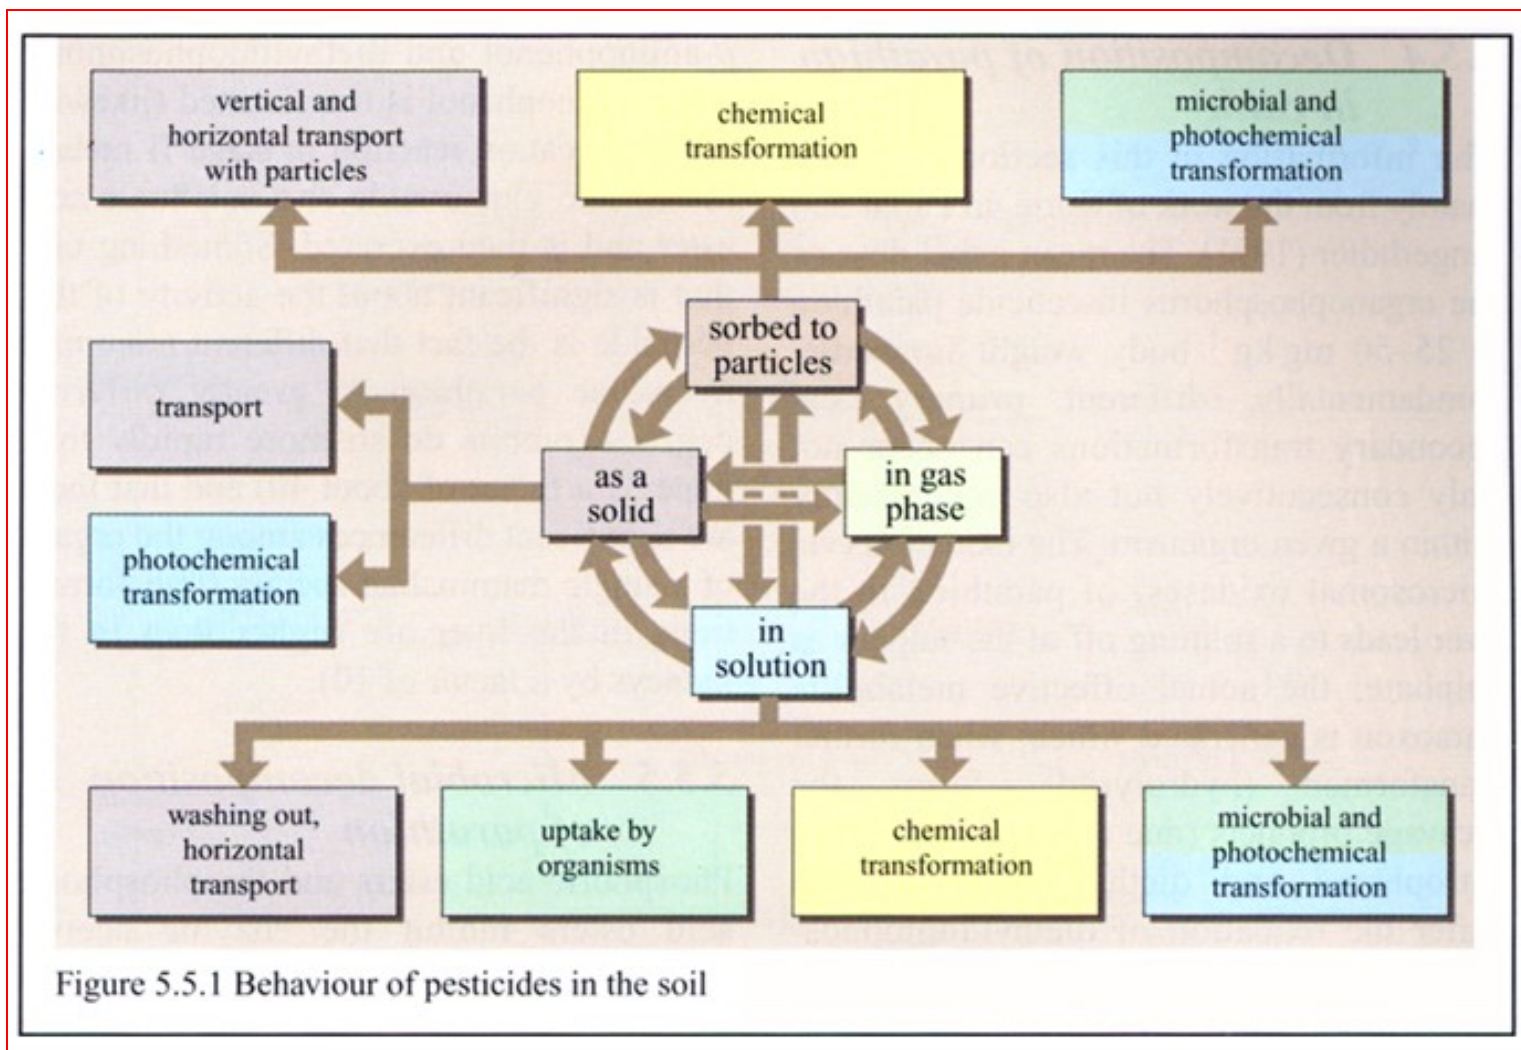 vertical and
horizontal transport
with particles
chemical
transformation
microbial and
photochemical
transformation
sorbed to
particles
transport
as a
solid
in gas
phase
photochemical
transformation
in
solution
washing out,
horizontal
transport
uptake by
organisms
chemical
transformation
microbial and
photochemical
transformation
Figure 5.5.1 Behaviour of pesticides in the soil